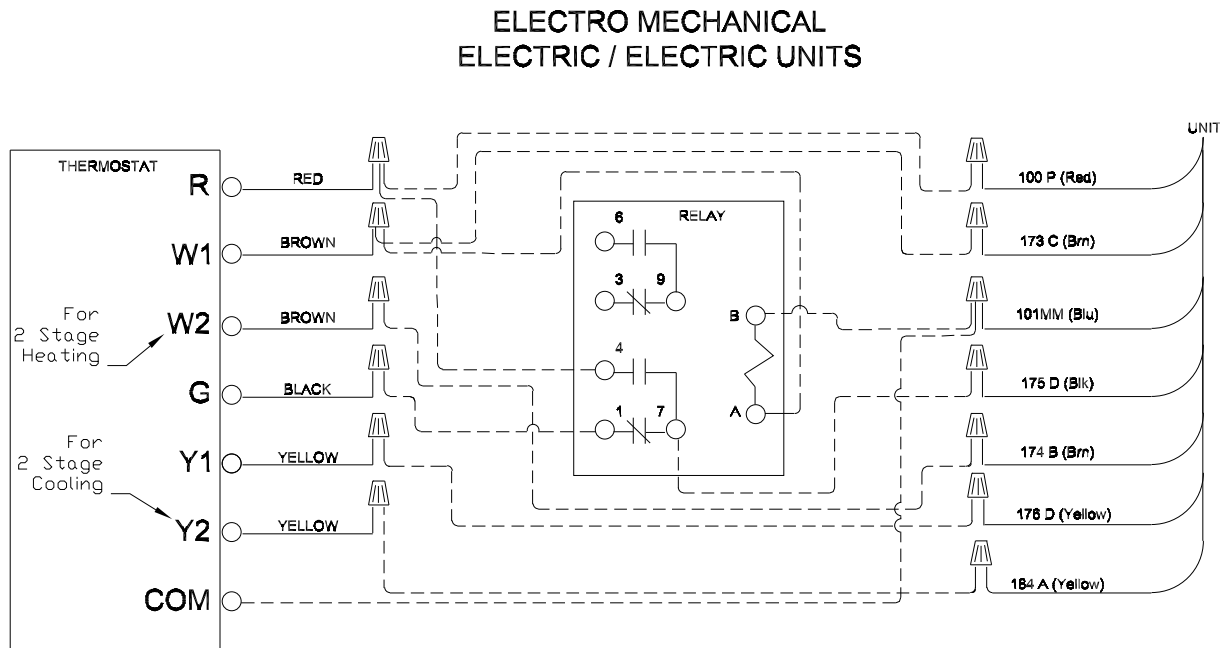 ELECTRO MECHANICAL
ELECTRIC / ELECTRIC UNITS
UNIT
THERMOSTAT
R
RED
100 P (Red)
RELAY
6
W1
BROWN
173 C (Brn)
3
9
For
2 Stage
Heating
W2
BROWN
B
101MM (Blu)
4
G
BLACK
175 D (Blk)
A
1
7
For
2 Stage
Cooling
Y1
YELLOW
174 B (Brn)
Y2
YELLOW
176 D (Yellow)
184 A (Yellow)
COM